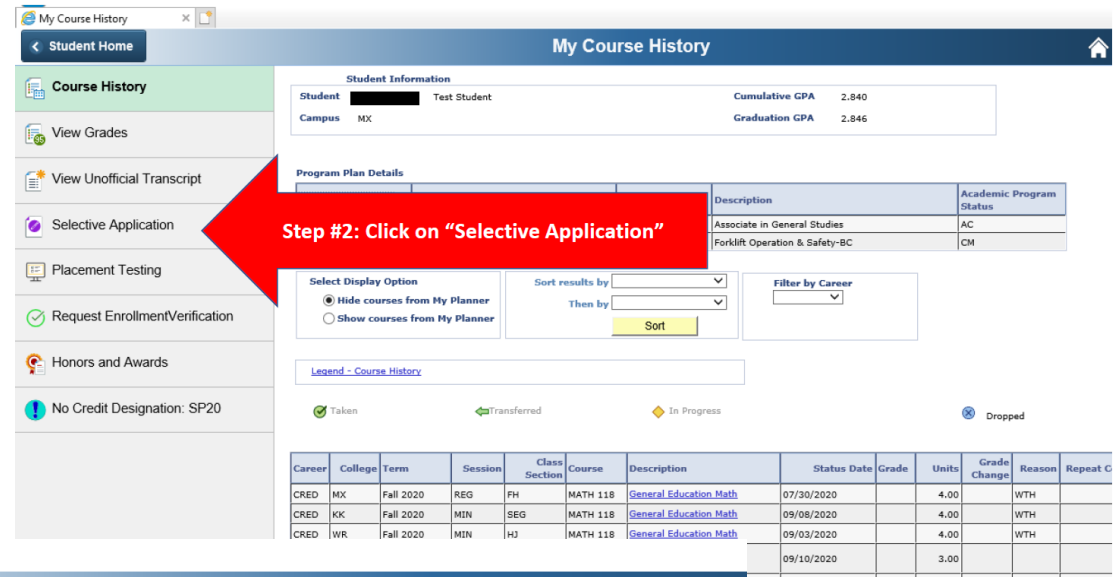 My Course History
Student Home
My Course History
Course History
View Grades
View Unofficial Transcript
Selective Application
Placement Testing
Request EnrollmentVerification
Honors and Awards
No Credit Designation: SP20
Student Information
Student Test Student Cumulative GPA 2.840
Campus MX Graduation GPA 2.846
Program Plan Details
Description Academic Program Status
Associate in General Studies AC
Forklift Operation & Safety-BC CM
Step #2: Click on “Selective Application”
Select Display Option
Hide courses from My Planner
Show courses from My Planner
Sort results by
Then by
Sort
Filter by Career
Legend - Course History
Taken Transferred In Progress Dropped
Career College Term Session Class Section Course Description Status Date Grade Units Grade Change Reason Repeat C
CRED MX Fall 2020 REG FH MATH 118 General Education Math 07/30/2020 4.00 WTH
CRED KK Fall 2020 MIN SEG MATH 118 General Education Math 09/08/2020 4.00
CRED WR Fall 2020 MIN HJ MATH 118 General Education Math 09/03/2020 4.00 WTH
09/10/2020 3.00